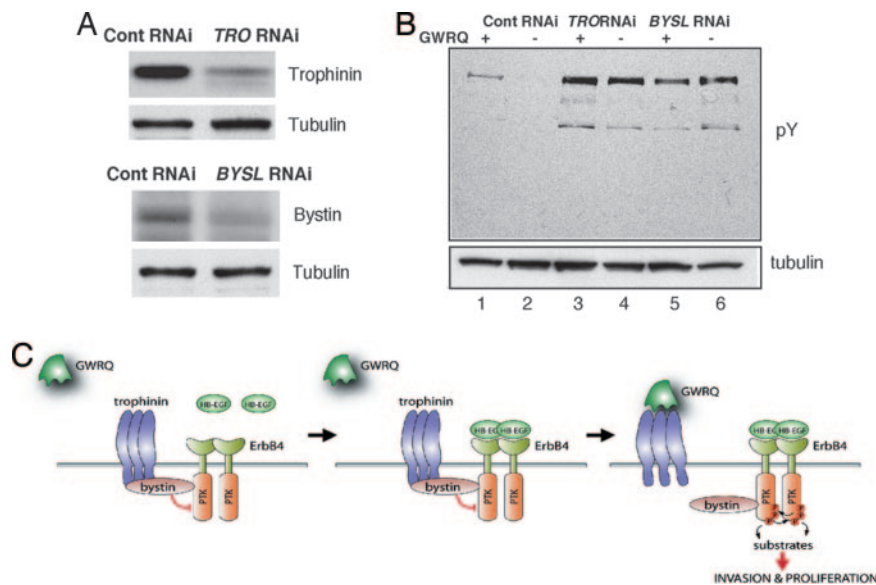 A
Cont RNAi TRO RNAi
Trophinin
Tubulin
Cont RNAi BYSL RNAi
Bystin
Tubulin
B
Cont RNAi TRO RNAi BYSL RNAi
GWRQ + - + - + -
pY
tubulin
1 2 3 4 5 6
C
GWRQ
trophinin
HB-EGF HB-EGF
ErbB4
bystin
PTK PTK
GWRQ
trophinin
HB-EG HB-EGF
ErbB4
bystin
PTK PTK
GWRQ
HB-EG HB-EGF
ErbB4
bystin
PTK PTK
substrates
INVASION & PROLIFERATION